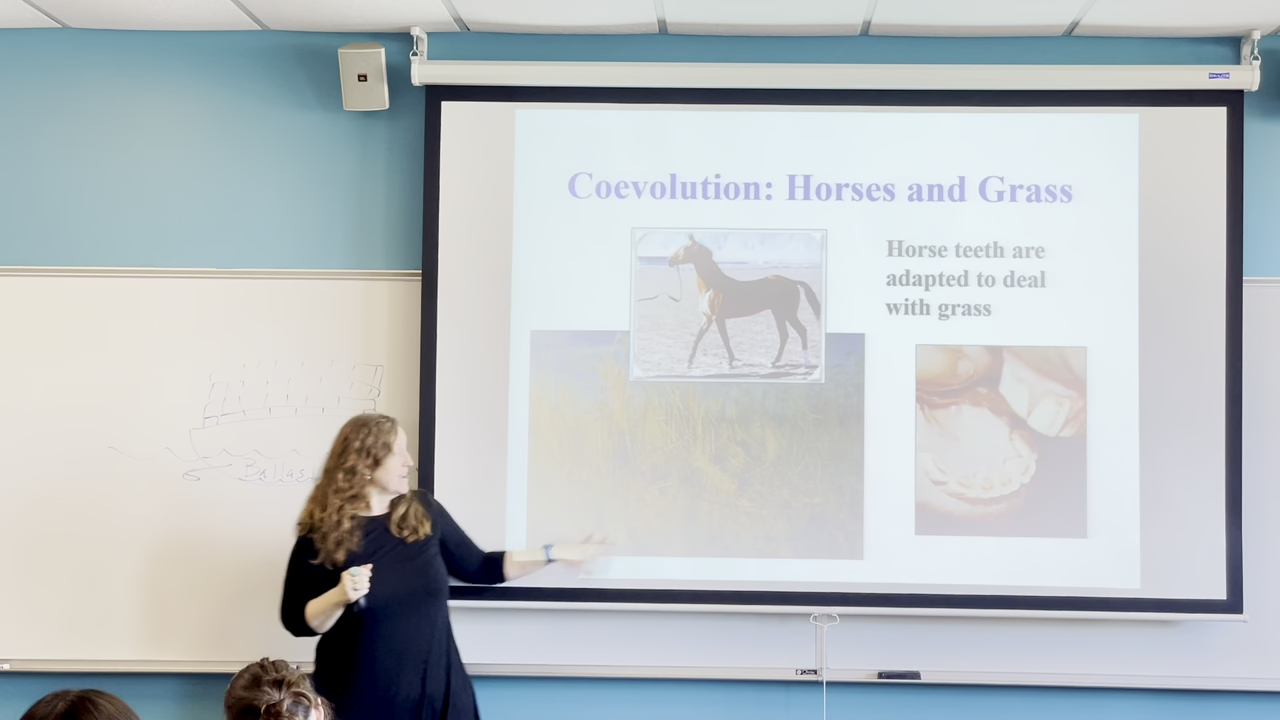 Coevolution: Horses and Grass
Horse teeth are
adapted to deal
with grass